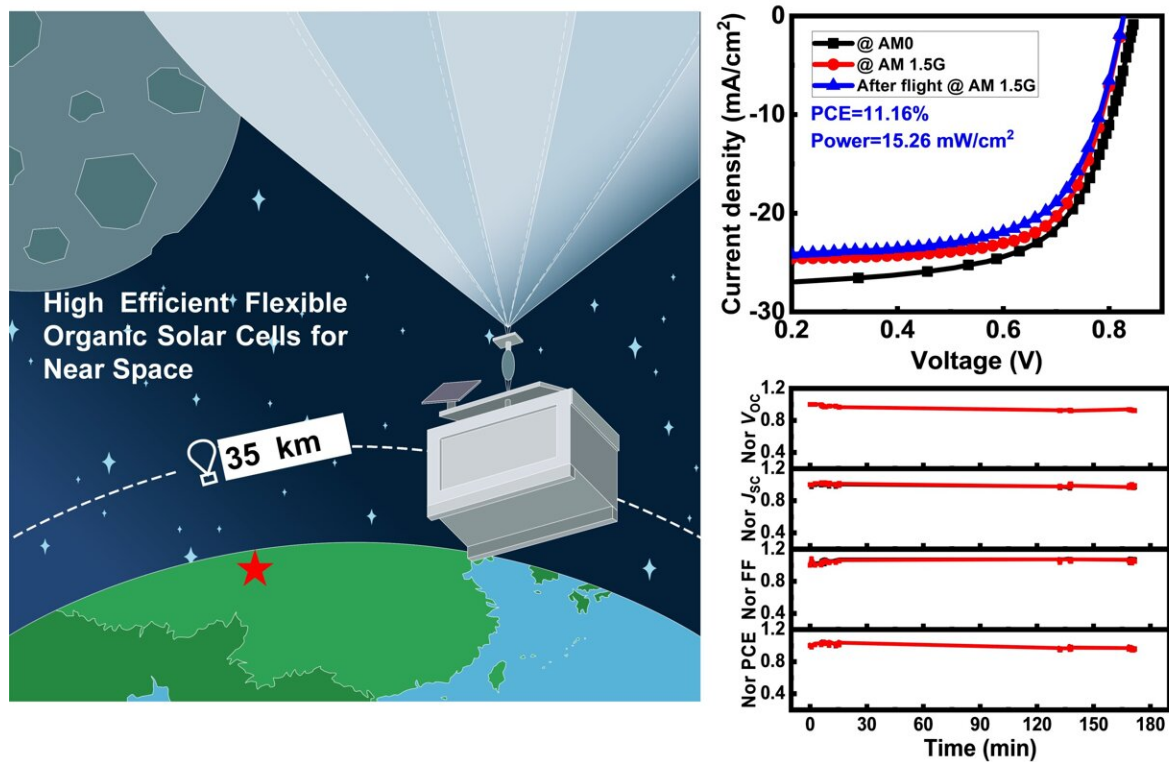 High Efficient Flexible
Organic Solar Cells for
Near Space
35 km
0
-10
-20
-30
Current density (mA/cm²)
@ AM0
@ AM 1.5G
After flight @ AM 1.5G
PCE=11.16%
Power=15.26 mW/cm²
0.2 0.4 0.6 0.8
Voltage (V)
1.2
0.8
0.4
Nor V_OC
1.2
0.8
0.4
Nor J_SC
1.2
0.8
0.4
Nor FF
1.2
0.8
0.4
Nor PCE
0 30 60 90 120 150 180
Time (min)